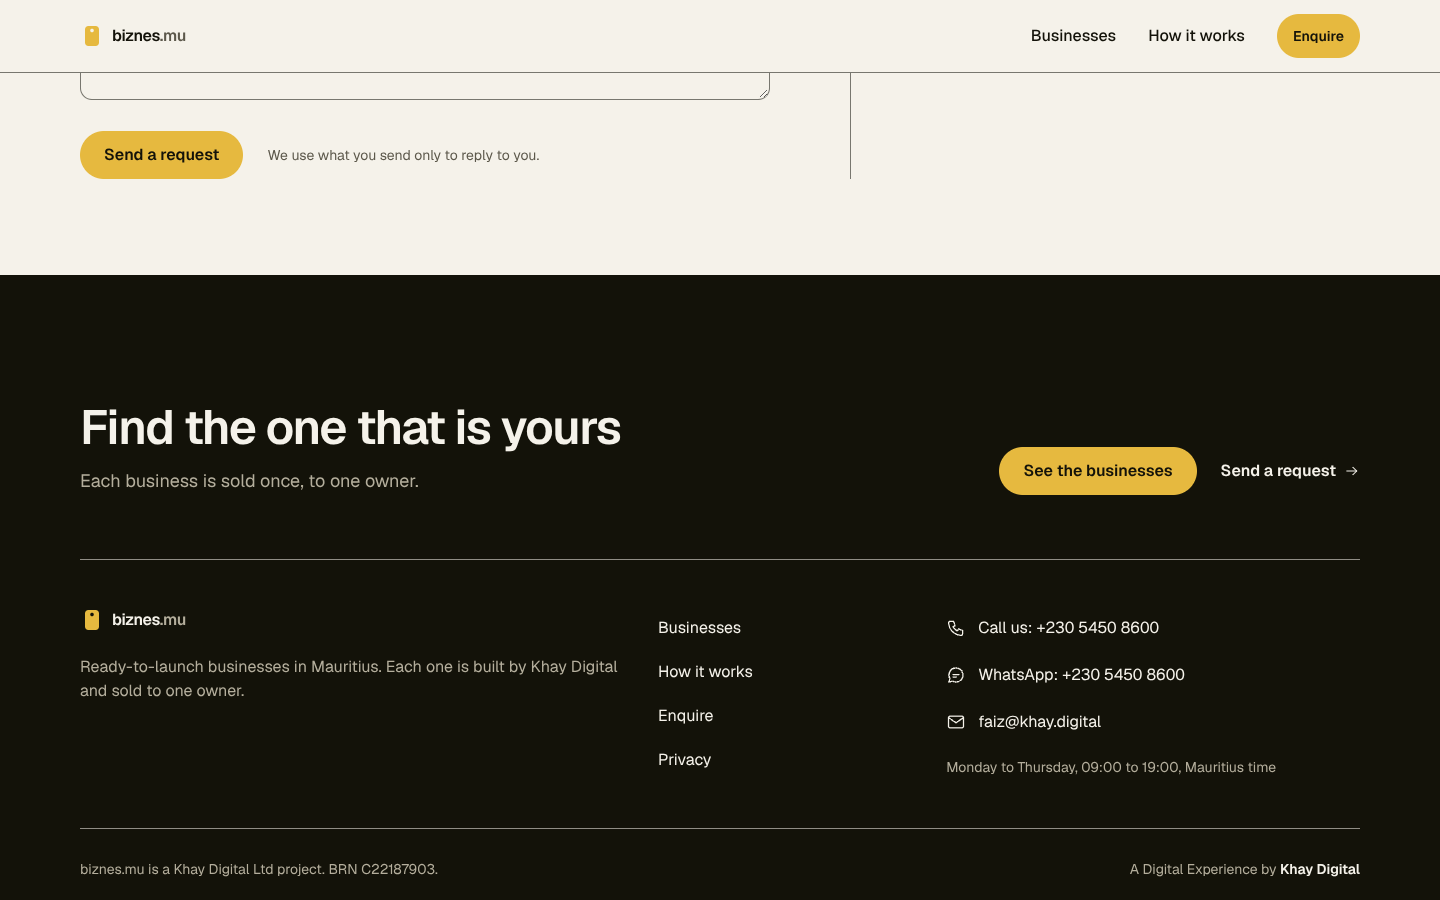 biznes.mu
Businesses
How it works
Enquire
Send a request
We use what you send only to reply to you.
Find the one that is yours
Each business is sold once, to one owner.
See the businesses
Send a request →
biznes.mu
Ready-to-launch businesses in Mauritius. Each one is built by Khay Digital
and sold to one owner.
Businesses
How it works
Enquire
Privacy
Call us: +230 5450 8600
WhatsApp: +230 5450 8600
faiz@khay.digital
Monday to Thursday, 09:00 to 19:00, Mauritius time
biznes.mu is a Khay Digital Ltd project. BRN C22187903.
A Digital Experience by Khay Digital